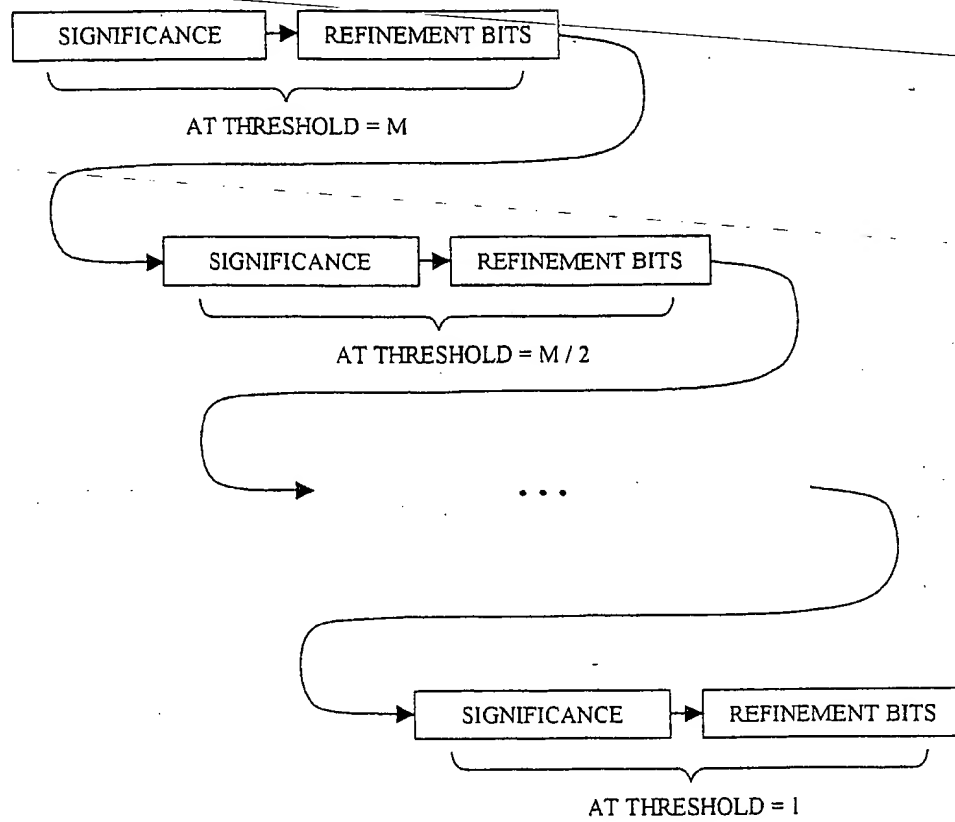 SIGNIFICANCE REFINEMENT BITS
AT THRESHOLD = M
SIGNIFICANCE REFINEMENT BITS
AT THRESHOLD = M / 2
• • •
SIGNIFICANCE REFINEMENT BITS
AT THRESHOLD = 1